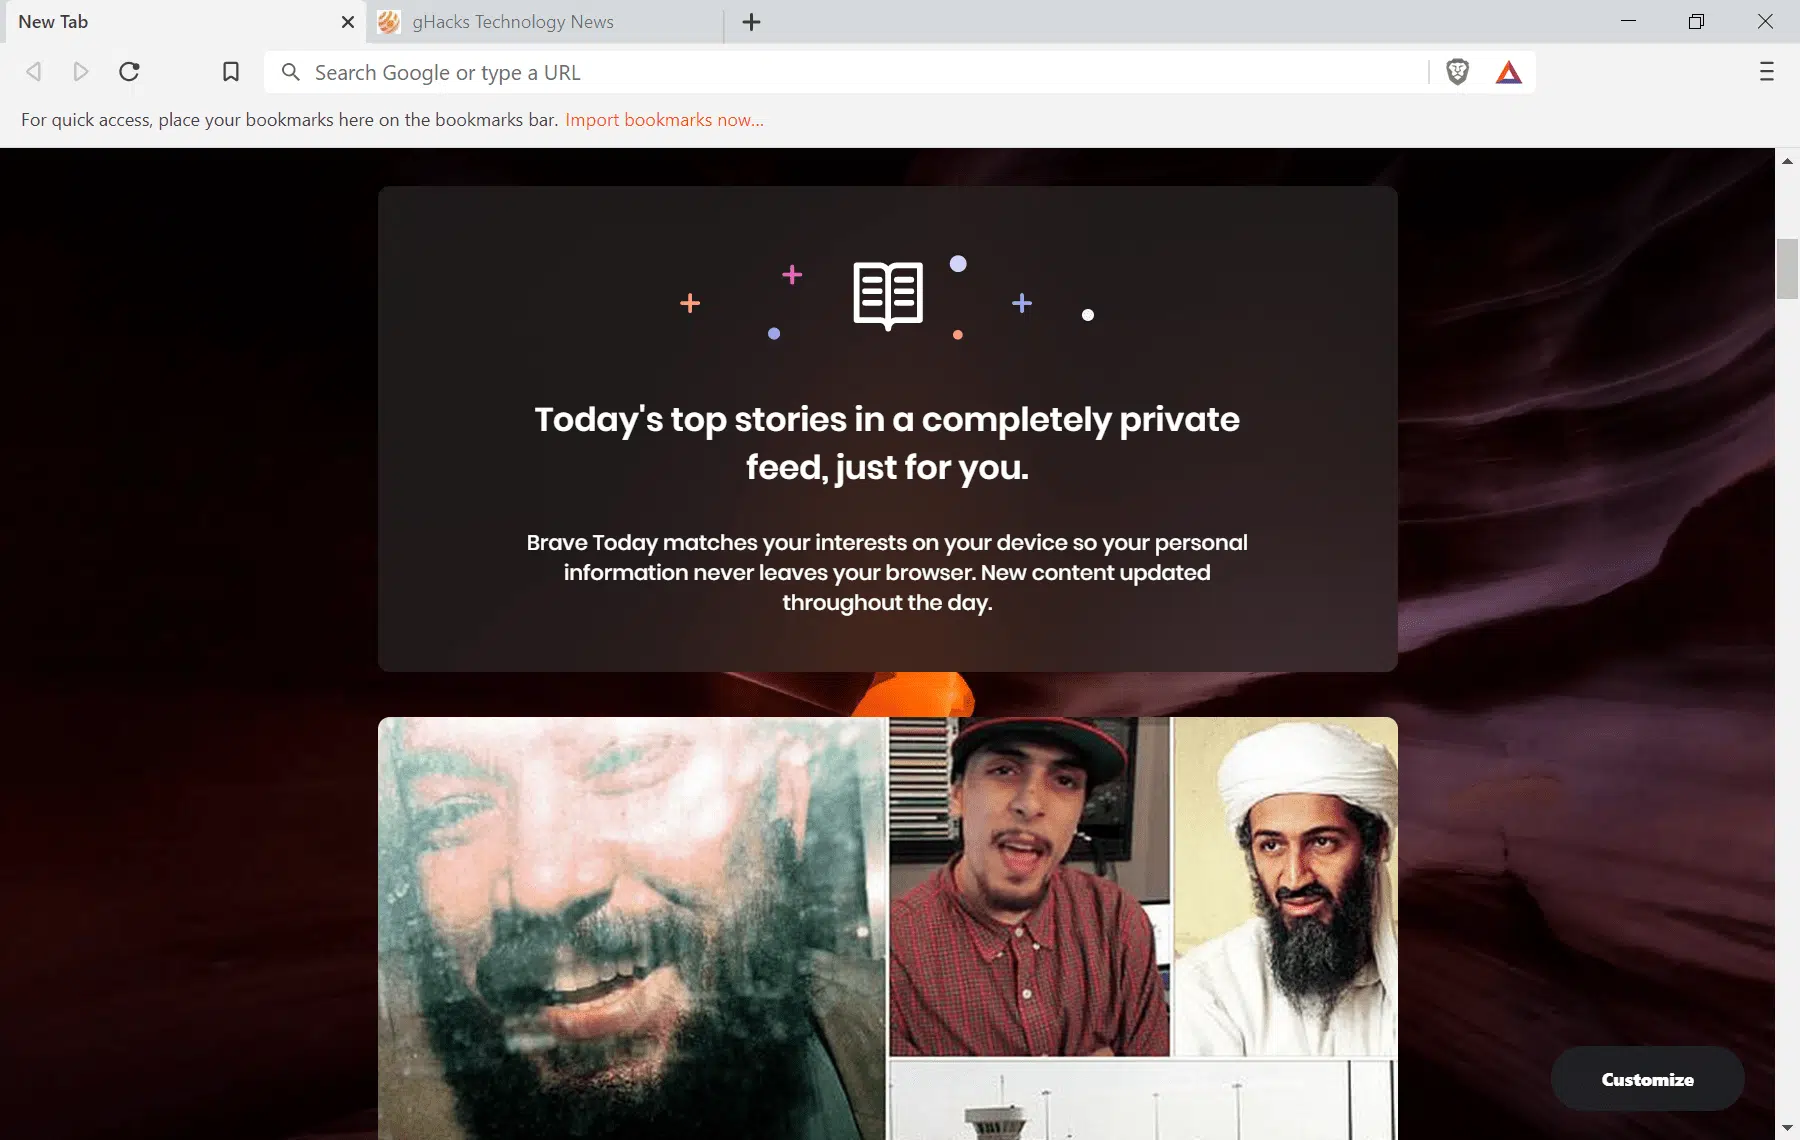 New Tab
gHacks Technology News
Search Google or type a URL
For quick access, place your bookmarks here on the bookmarks bar. Import bookmarks now...
Today's top stories in a completely private
feed, just for you.
Brave Today matches your interests on your device so your personal
information never leaves your browser. New content updated
throughout the day.
Customize